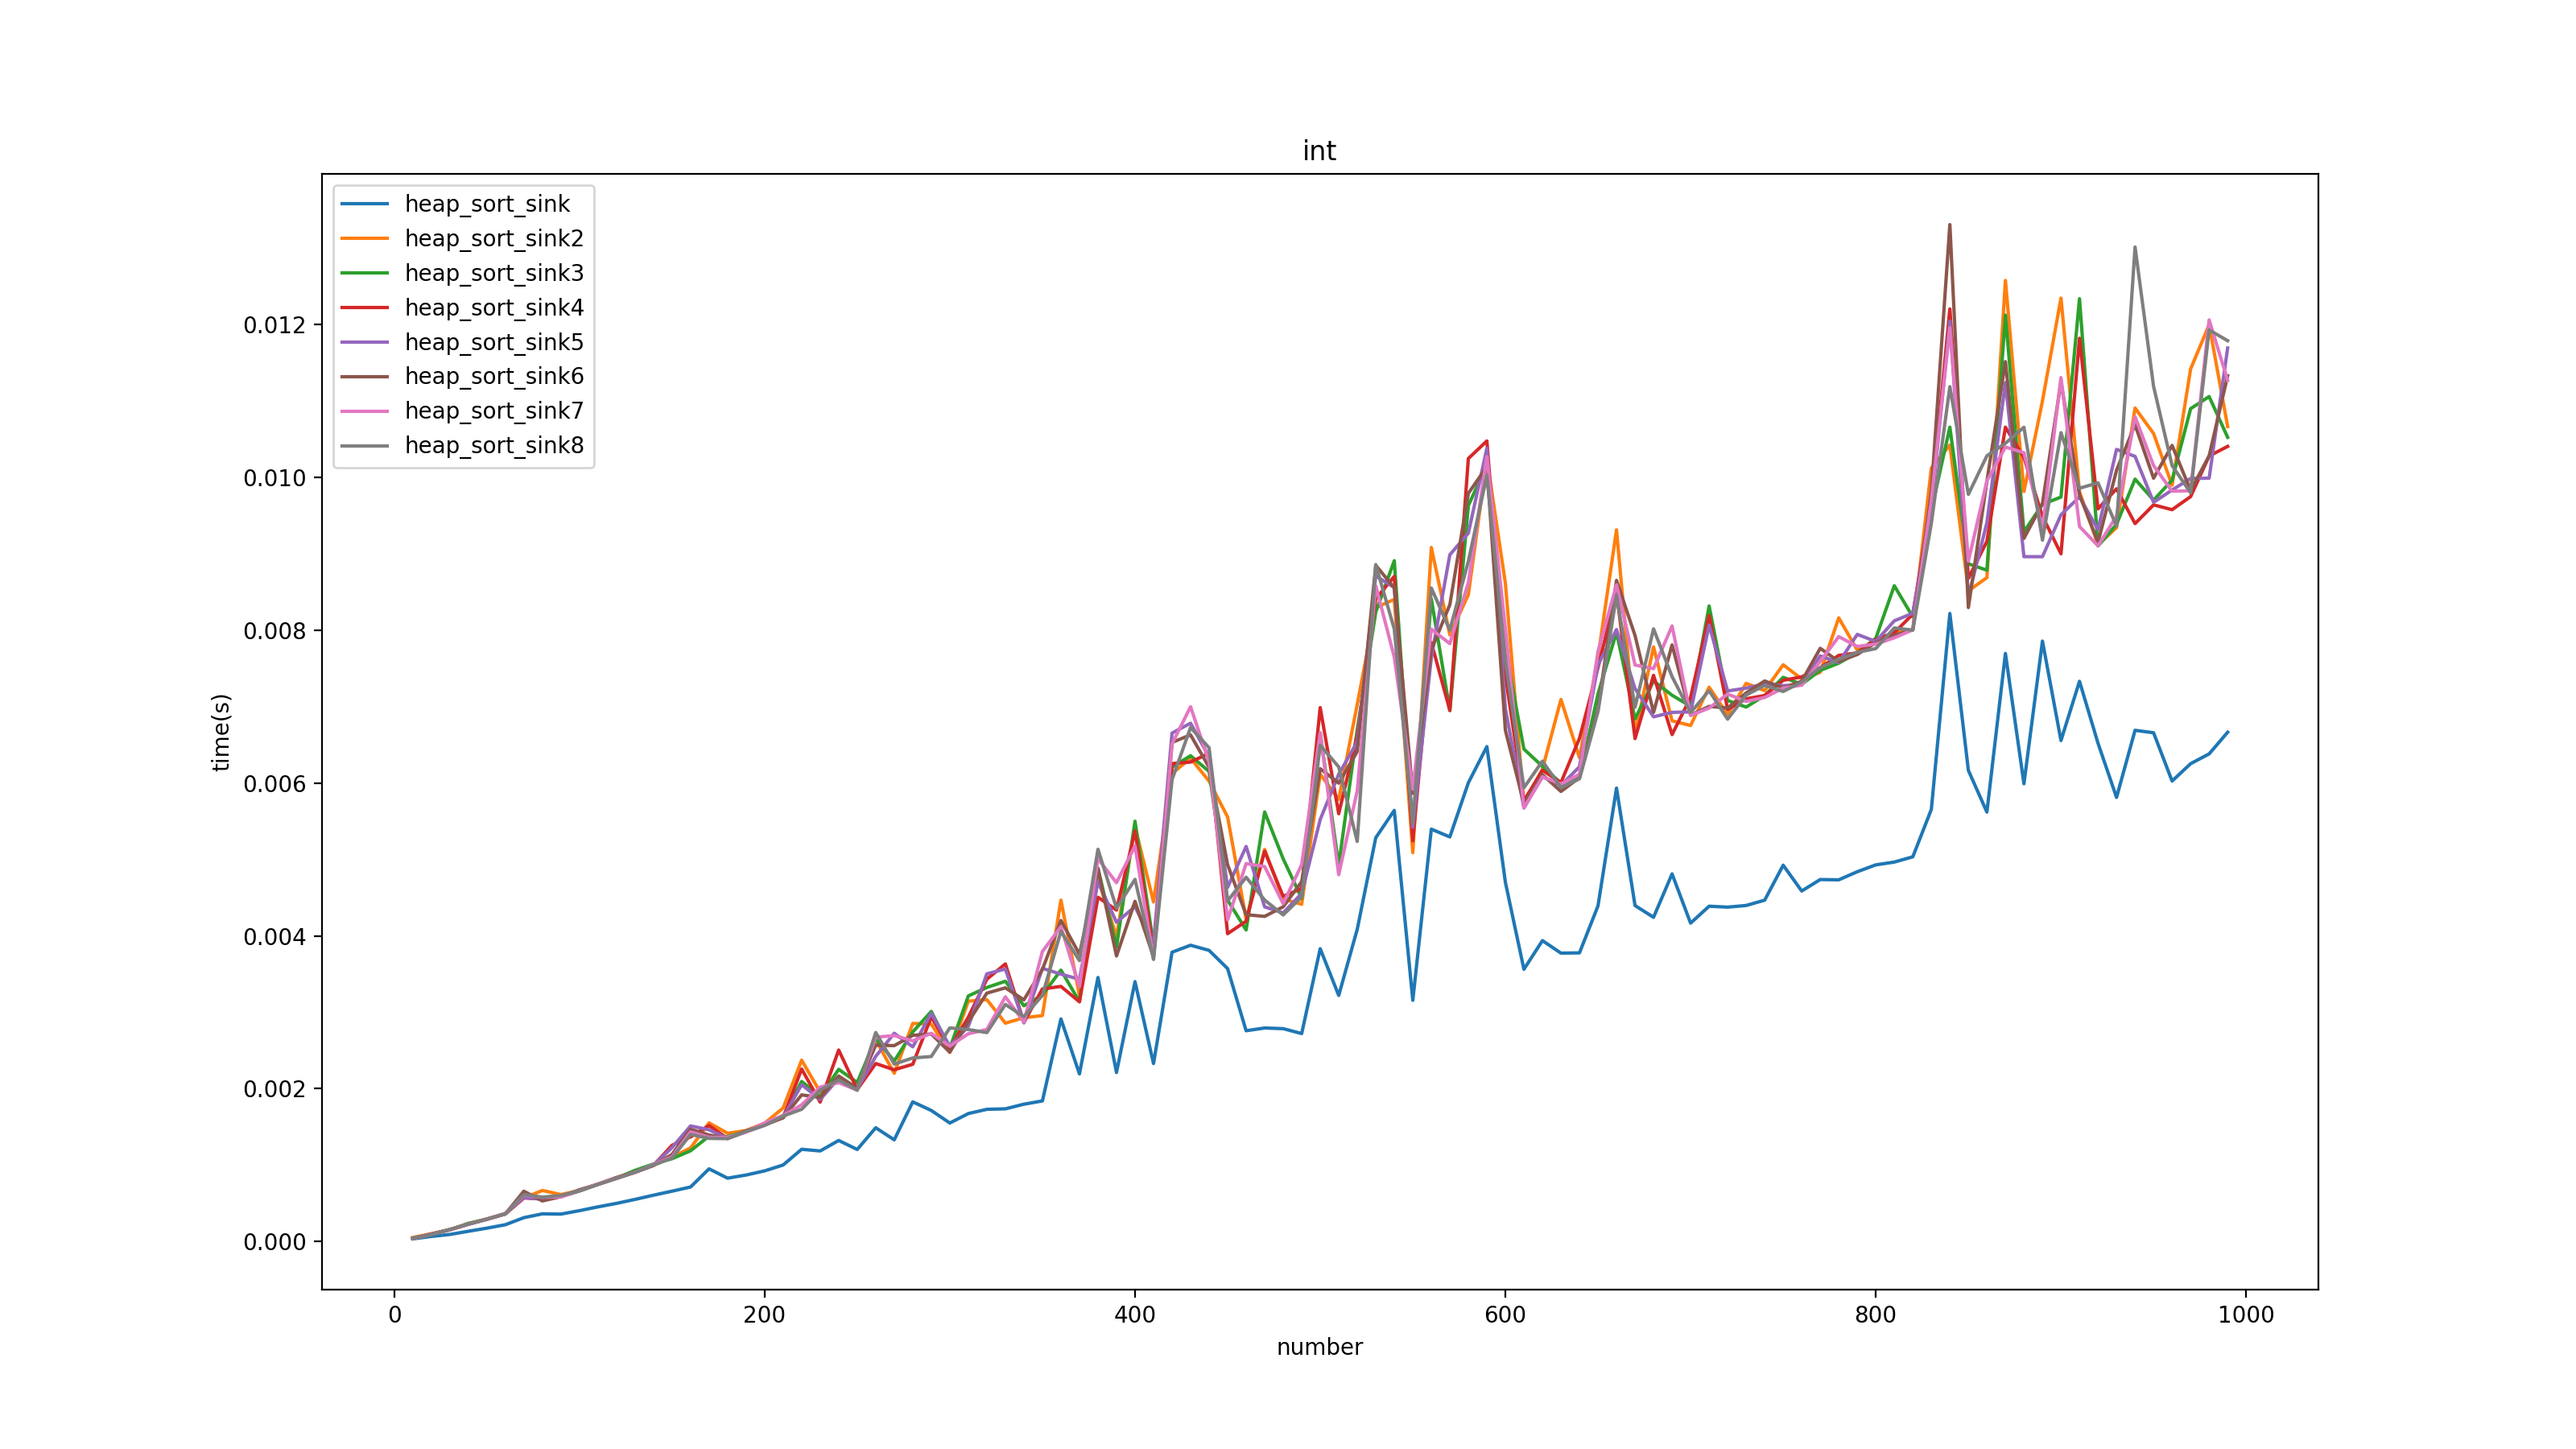 int
heap_sort_sink
heap_sort_sink2
heap_sort_sink3
heap_sort_sink4
heap_sort_sink5
heap_sort_sink6
heap_sort_sink7
heap_sort_sink8
0.012
0.010
0.008
0.006
0.004
0.002
0.000
time(s)
0 200 400 600 800 1000
number